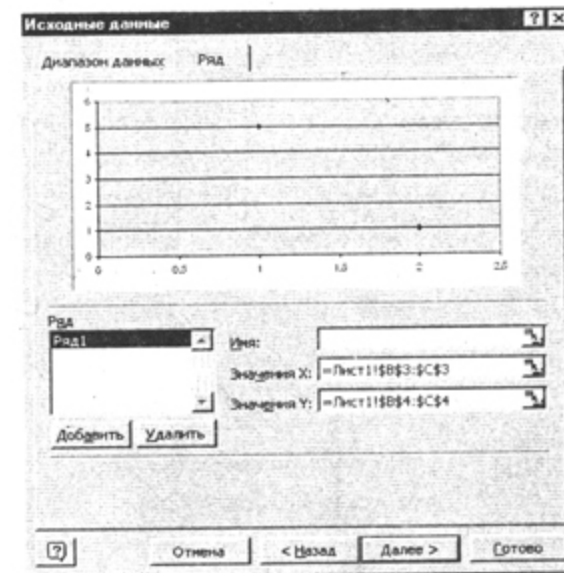 Исходные данные
Диапазон данных Ряд
6
5
4
3
2
1
0
0 0,5 1 1,5 2 2,5
Ряд
Ряд1
Имя:
Значения X: =Лист1!$B$3:$C$3
Значения Y: =Лист1!$B$4:$C$4
Добавить Удалить
Отмена < Назад Далее > Готово